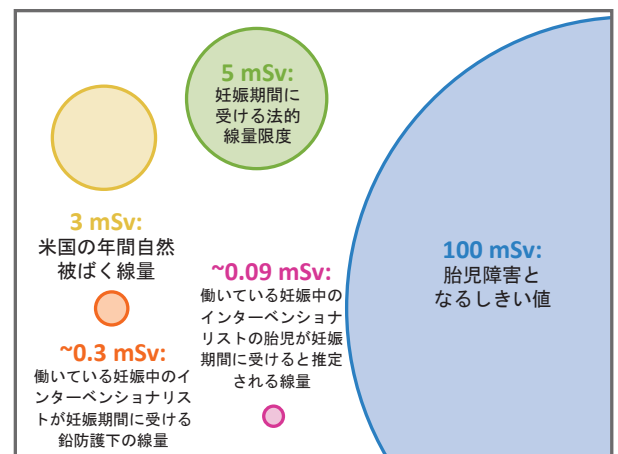 5 mSv:
妊娠期間に
受ける法的
線量限度
3 mSv:
米国の年間自然
被ばく線量
~0.09 mSv:
働いている妊娠中の
インターベンショナ
リストの胎児が妊娠
期間に受けると推定
される線量
~0.3 mSv:
働いている妊娠中のイ
ンターベンショナリス
トが妊娠期間に受ける
鉛防護下の線量
100 mSv:
胎児障害と
なるしきい値